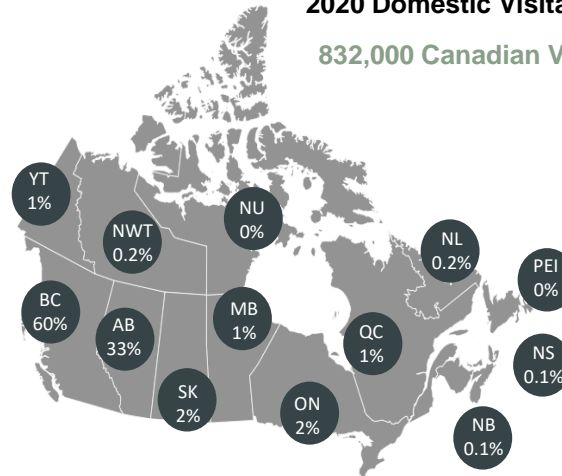 2020 Domestic
832,000 Canadian
YT
1%
NWT
0.2%
NU
0%
NL
0.2%
PEI
0%
BC
60%
AB
33%
MB
1%
QC
1%
NS
0.1%
SK
2%
ON
2%
NB
0.1%